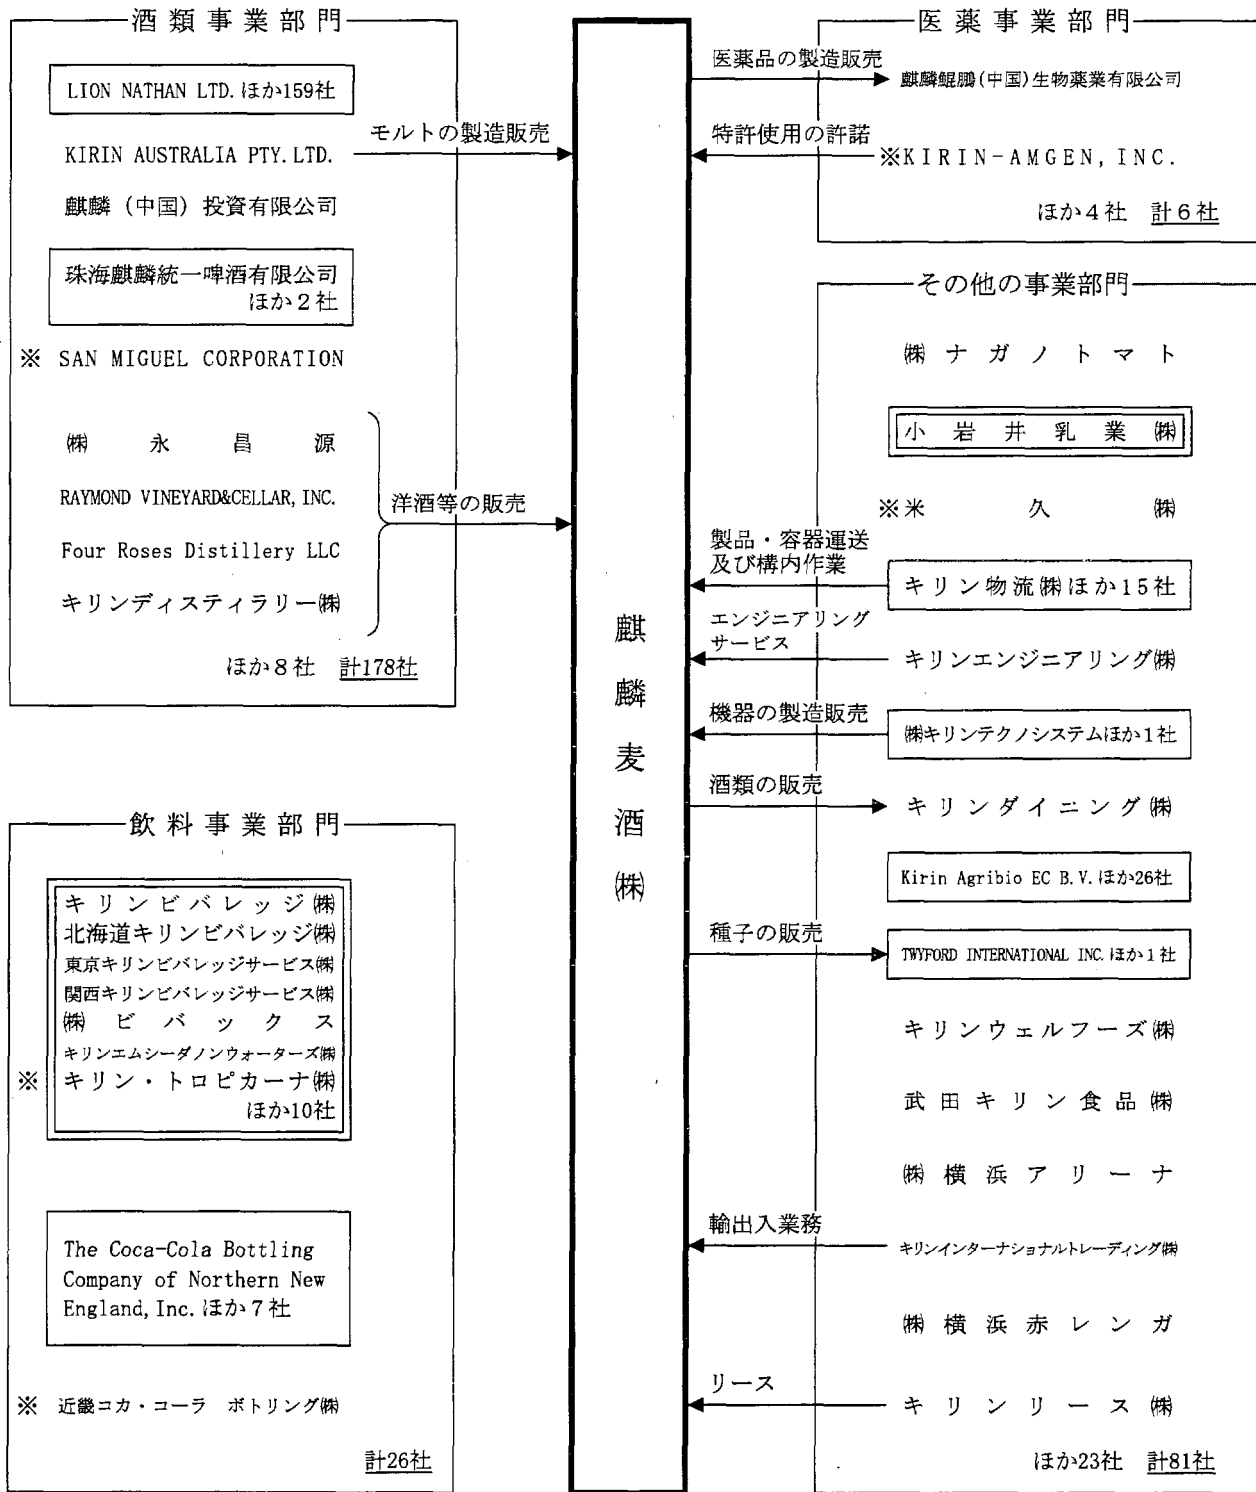 酒類事業部門
LION NATHAN LTD. ほか159社
KIRIN AUSTRALIA PTY. LTD.
麒麟（中国）投資有限公司
珠海麒麟統一啤酒有限公司
ほか2社
※ SAN MIGUEL CORPORATION
㈱永昌源
RAYMOND VINEYARD&CELLAR, INC.
Four Roses Distillery LLC
キリンディスティラリー㈱
ほか8社 計178社
モルトの製造販売
洋酒等の販売
飲料事業部門
キリンビバレッジ㈱
北海道キリンビバレッジ㈱
東京キリンビバレッジサービス㈱
関西キリンビバレッジサービス㈱
㈱ビバックス
キリンエムシーダノンウォーターズ㈱
※ キリン・トロピカーナ㈱
ほか10社
The Coca-Cola Bottling
Company of Northern New
England, Inc. ほか7社
※ 近畿コカ・コーラ ボトリング㈱
計26社
麒麟麦酒㈱
医薬事業部門
医薬品の製造販売
麒麟鯤鵬(中国)生物薬業有限公司
特許使用の許諾
※KIRIN-AMGEN, INC.
ほか4社 計6社
その他の事業部門
㈱ナガノトマト
小岩井乳業㈱
※米久㈱
製品・容器運送
及び構内作業
キリン物流㈱ほか15社
エンジニアリング
サービス
キリンエンジニアリング㈱
機器の製造販売
㈱キリンテクノシステムほか1社
酒類の販売
キリンダイニング㈱
Kirin Agribio EC B.V. ほか26社
種子の販売
TWYFORD INTERNATIONAL INC. ほか1社
キリンウェルフーズ㈱
武田キリン食品㈱
㈱横浜アリーナ
輸出入業務
キリンインターナショナルトレーディング㈱
㈱横浜赤レンガ
リース
キリンリース㈱
ほか23社 計81社